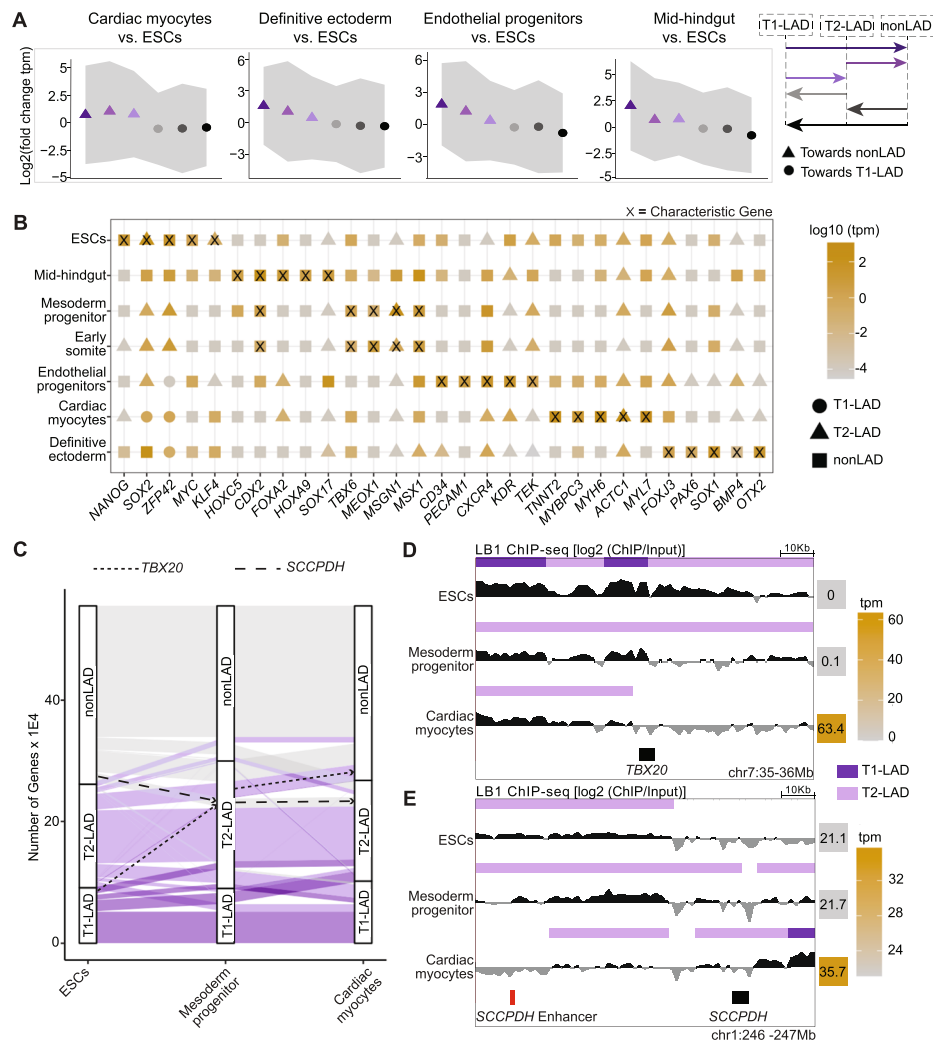 A
Cardiac myocytes
vs. ESCs
Definitive ectoderm
vs. ESCs
Endothelial progenitors
vs. ESCs
Mid-hindgut
vs. ESCs
Log2(fold change tpm)
5
2.5
0
−2.5
−5
6
3
0
−3
6
3
0
−3
5
2.5
0
−2.5
5
T1-LAD
T2-LAD
nonLAD
Towards nonLAD
Towards T1-LAD
B
X = Characteristic Gene
ESCs
Mid-hindgut
Mesoderm
progenitor
Early
somite
Endothelial
progenitors
Cardiac
myocytes
Definitive
ectoderm
NANOG
SOX2
ZFP42
MYC
KLF4
HOXC5
CDX2
FOXA2
HOXA9
SOX17
TBX6
MEOX1
MSGN1
MSX1
CD34
PECAM1
CXCR4
KDR
TEK
TNNT2
MYBPC3
MYH6
ACTC1
MYL7
FOXJ3
PAX6
SOX1
BMP4
OTX2
log10 (tpm)
2
0
-2
-4
T1-LAD
T2-LAD
nonLAD
C
TBX20
SCCPDH
Number of Genes x 1E4
40
20
0
nonLAD
T2-LAD
T1-LAD
nonLAD
T2-LAD
T1-LAD
nonLAD
T2-LAD
T1-LAD
ESCs
Mesoderm
progenitor
Cardiac
myocytes
D
LB1 ChIP-seq [log2 (ChIP/Input)]
10Kb
ESCs
0
Mesoderm
progenitor
0.1
Cardiac
myocytes
63.4
TBX20
chr7:35-36Mb
tpm
60
40
20
0
T1-LAD
T2-LAD
E
LB1 ChIP-seq [log2 (ChIP/Input)]
10Kb
ESCs
21.1
Mesoderm
progenitor
21.7
Cardiac
myocytes
35.7
SCCPDH Enhancer
SCCPDH
chr1:246 -247Mb
tpm
32
28
24